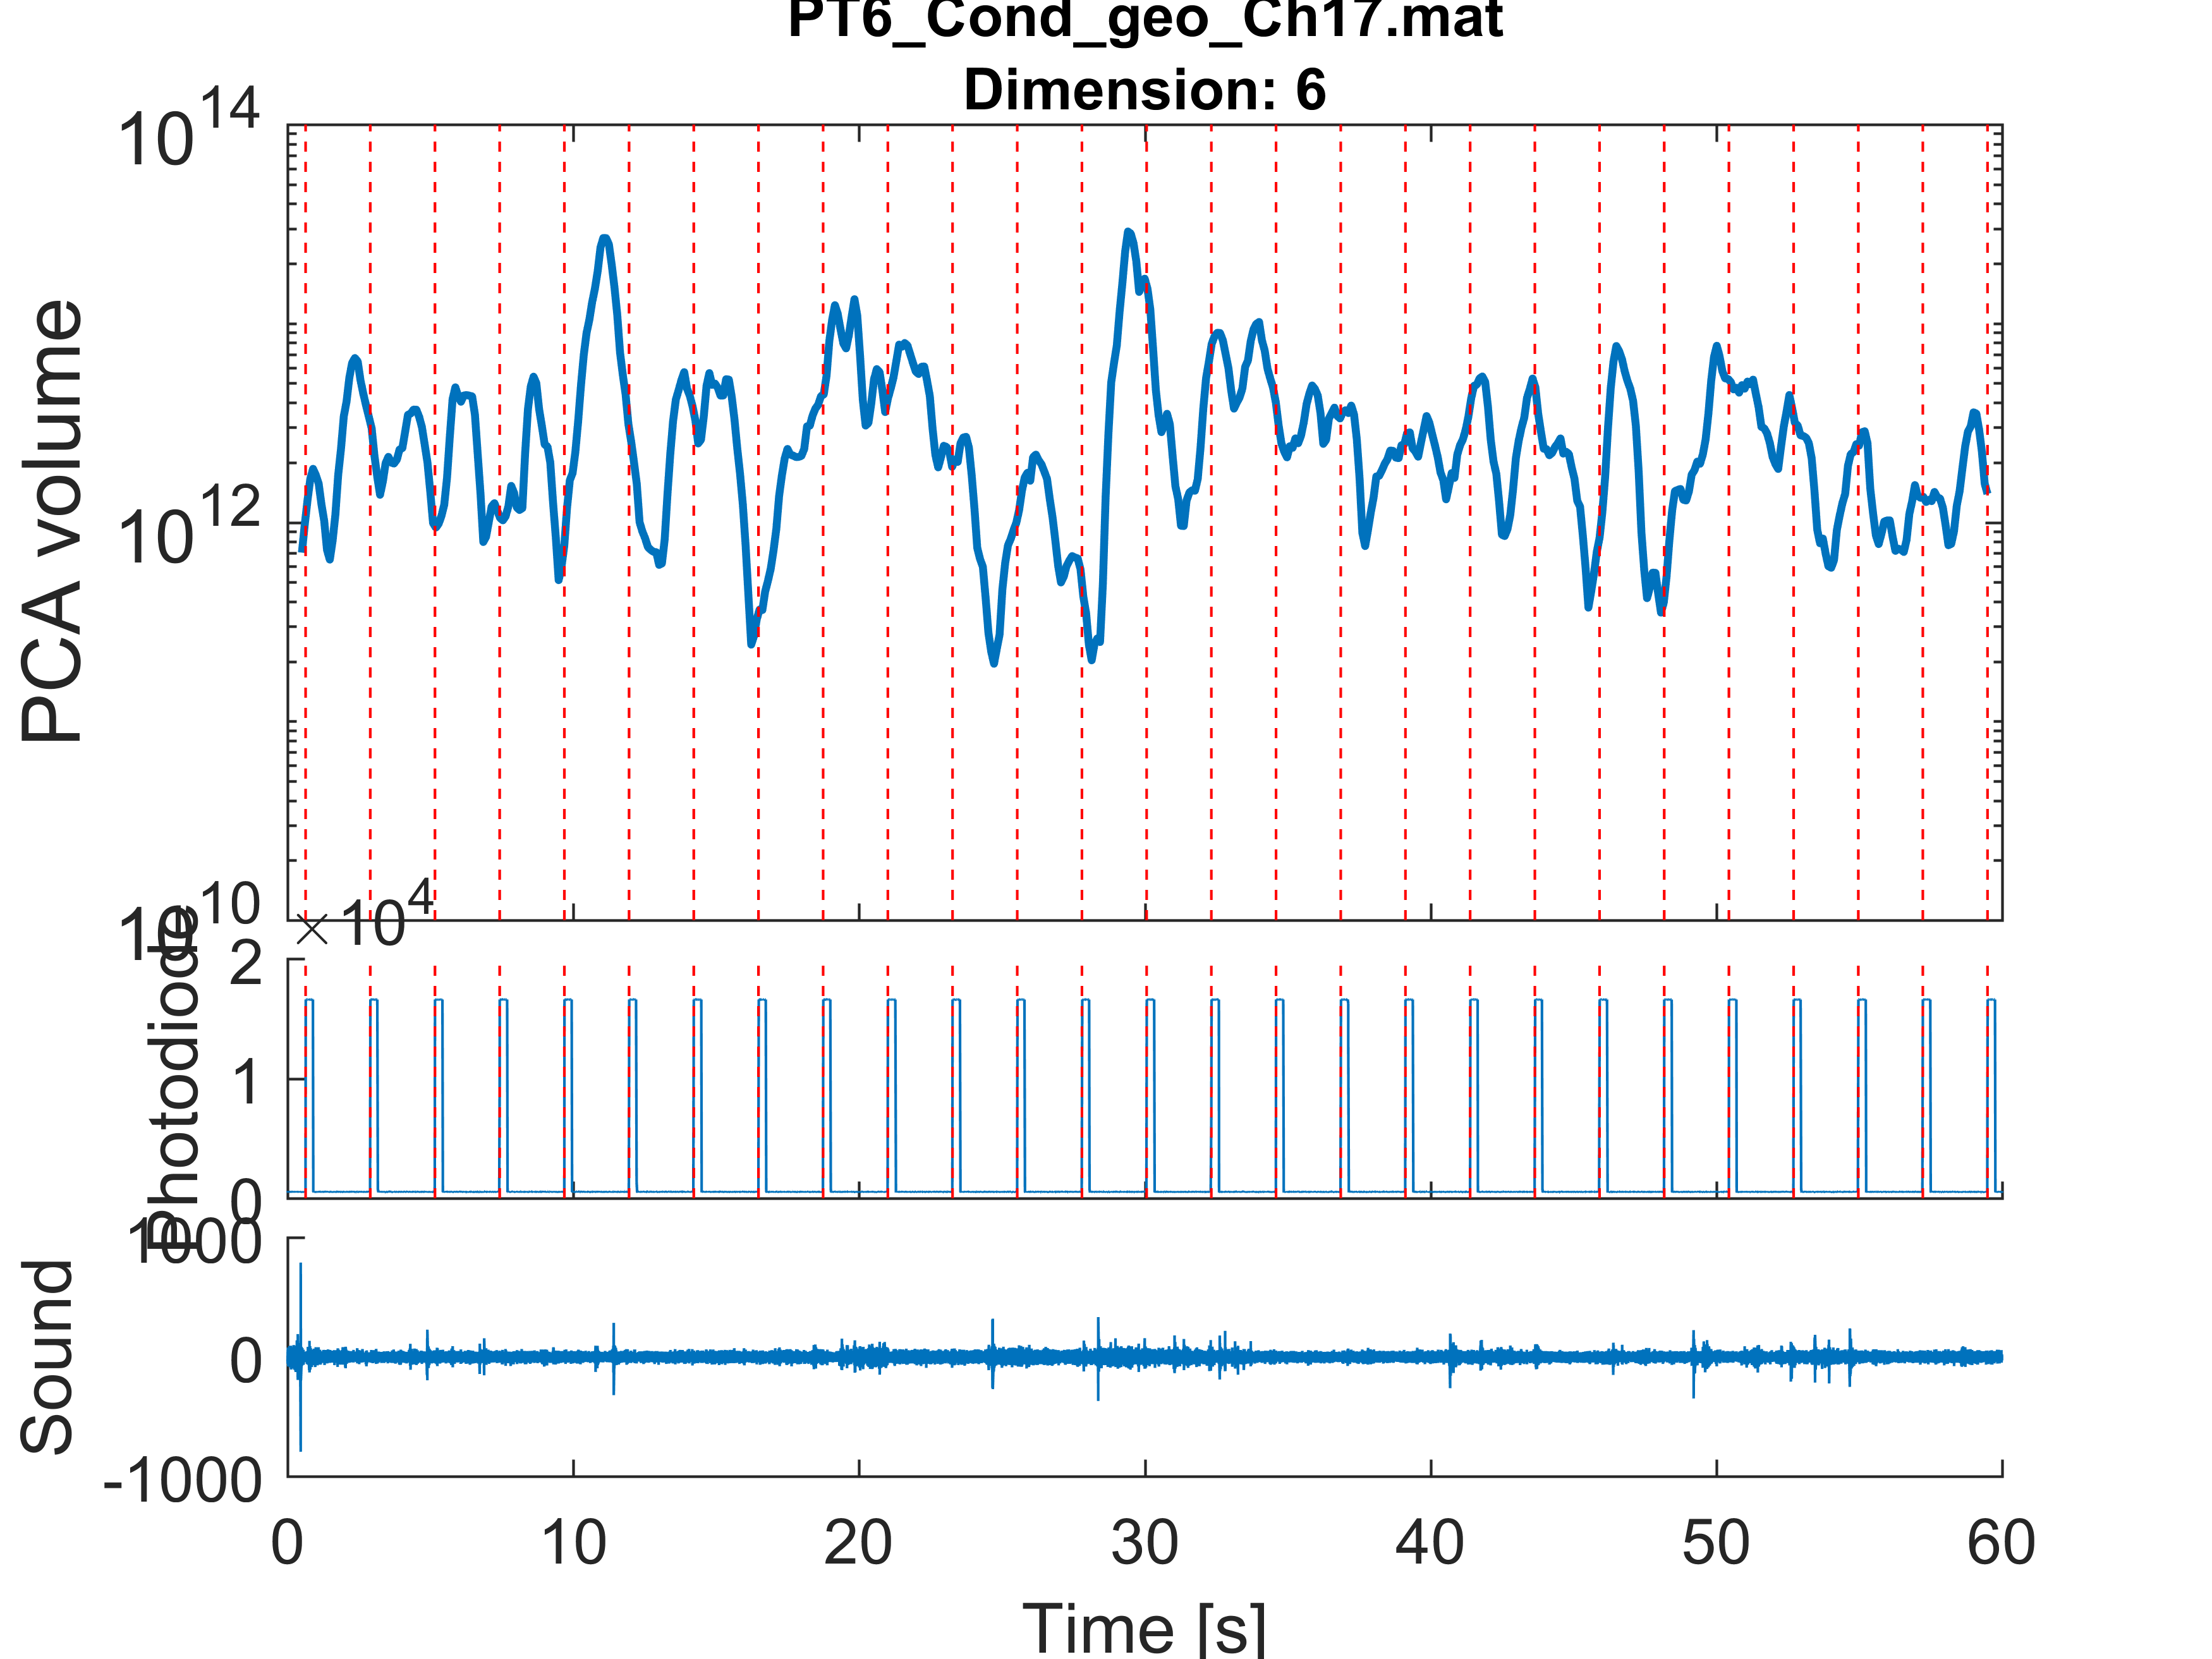 PT6_Cond_geo_Ch17.mat
Dimension: 6
10^14
10^12
10^10
PCA volume
×10^4
2
1
0
Photodiode
1000
0
-1000
Sound
0 10 20 30 40 50 60
Time [s]